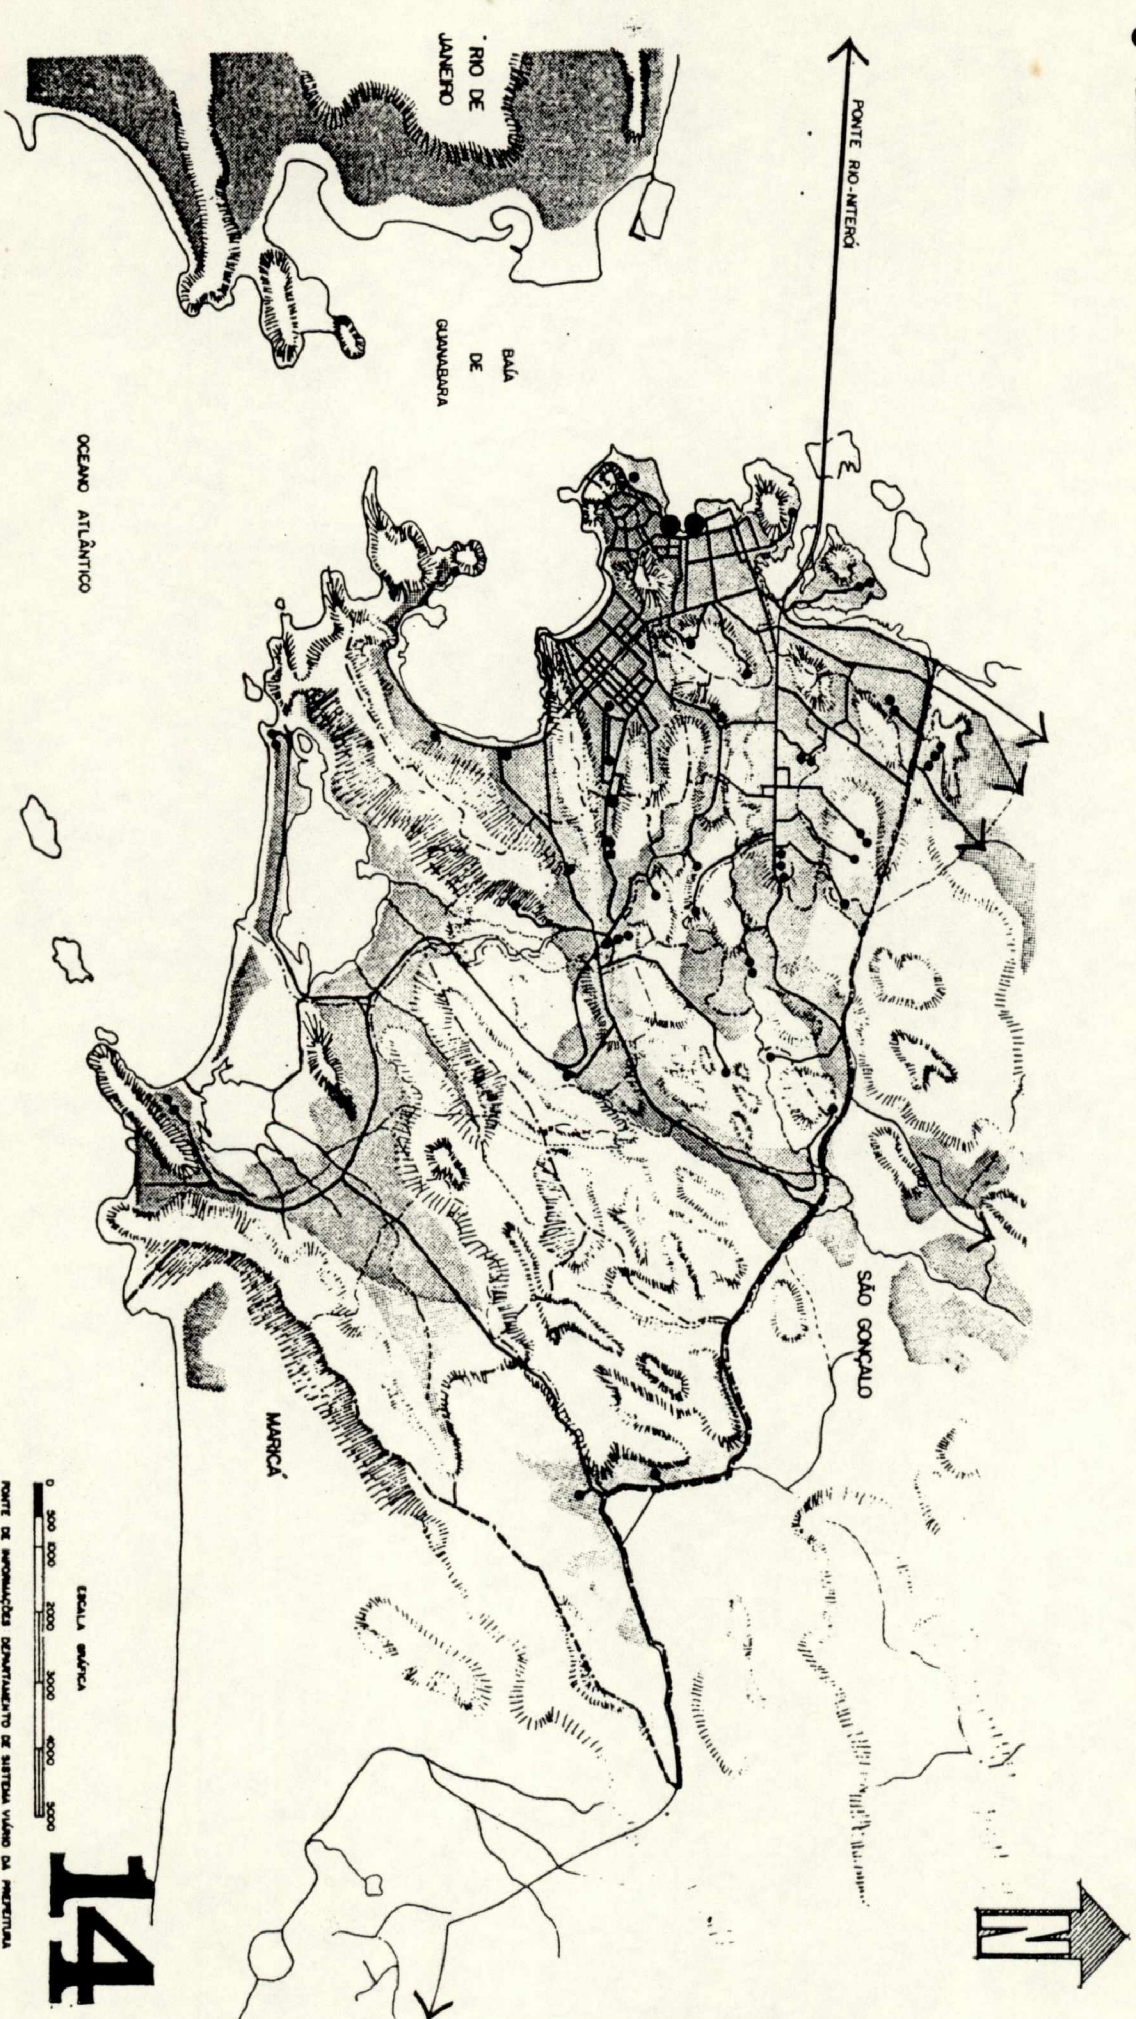 RIO DE
JANEIRO
PONTE RIO-NITERÓI
BAÍA
DE
GUANABARA
OCEANO ATLÂNTICO
SÃO GONÇALO
MARICÁ
N
ESCALA GRÁFICA
0 500 1000 2000 3000 4000 5000
FONTE DE INFORMAÇÕES DEPARTAMENTO DE SISTEMA VIÁRIO DA PREFEITURA
14